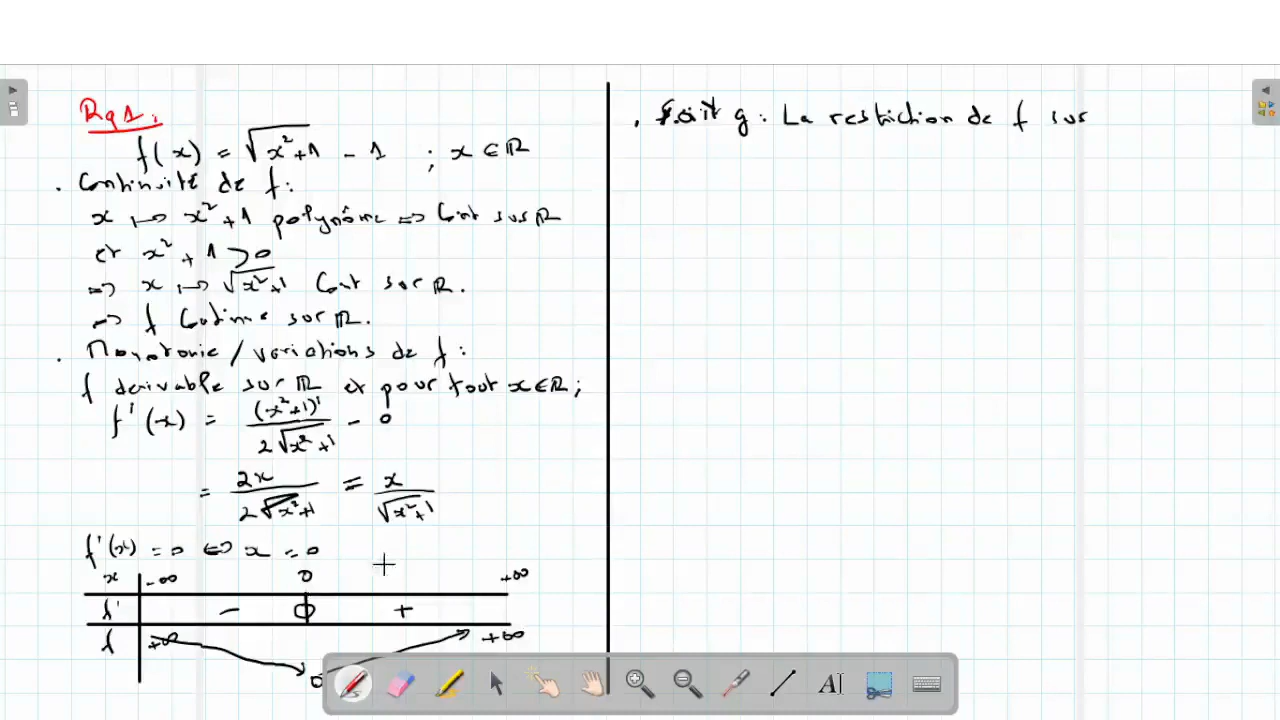 Rq1:
f(x) = √x²+1 - 1 ; x ∈ ℝ
. Continuité de f:
x ↦ x²+1 polynôme ⇒ Cont sur ℝ
et x² + 1 > 0
⇒ x ↦ √x²+1 Cont sur ℝ.
⇒ f Continue sur ℝ.
. Monotonie / variations de f:
f derivable sur ℝ et pour tout x ∈ ℝ;
f'(x) = (x²+1)' / 2√x²+1 - 0
= 2x / 2√x²+1 = x / √x²+1
f'(x) = 0 ⇔ x = 0
x -∞ 0 +∞
f' - 0 +
f +∞ 0 +∞
. Soit g : La restriction de f sur
AI